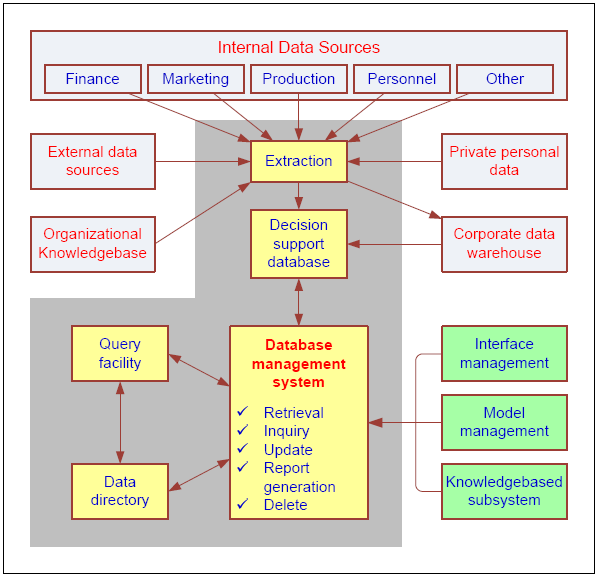 Internal Data Sources
Finance
Marketing
Production
Personnel
Other
External data
sources
Extraction
Private personal
data
Organizational
Knowledgebase
Decision
support
database
Corporate data
warehouse
Query
facility
Database
management
system
✓ Retrieval
✓ Inquiry
✓ Update
✓ Report
generation
✓ Delete
Interface
management
Model
management
Data
directory
Knowledgebased
subsystem